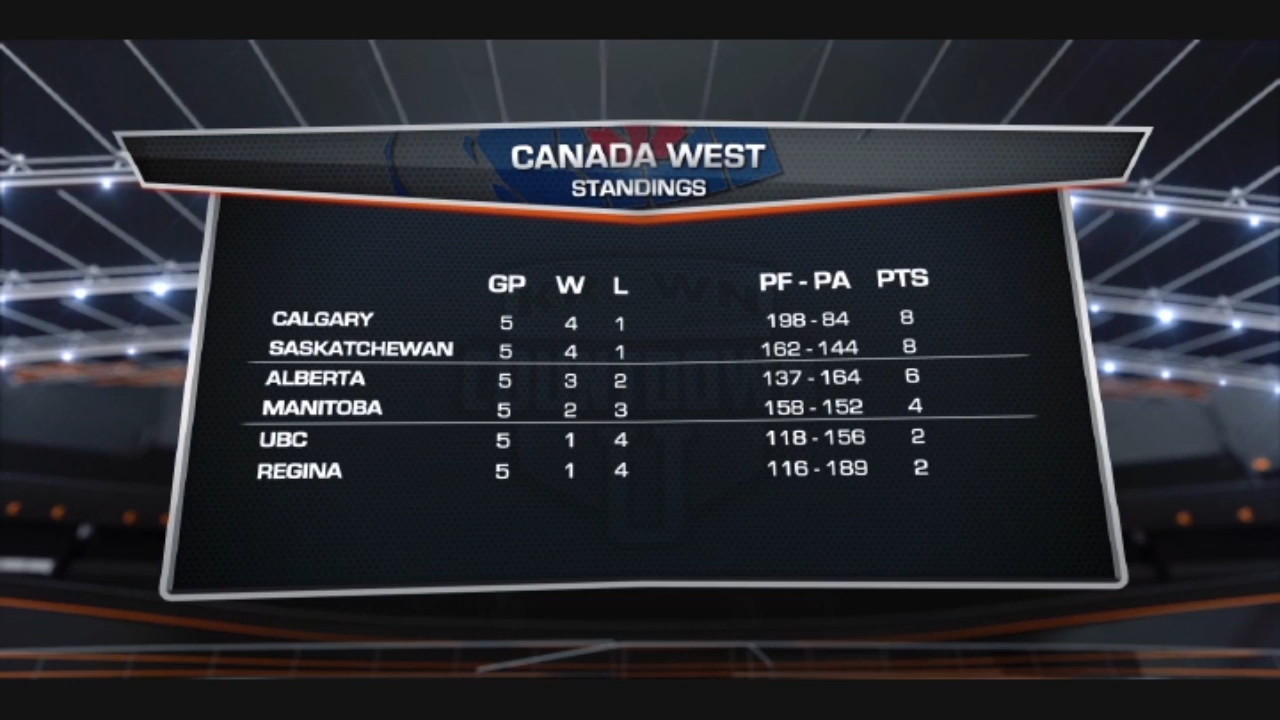 CANADA WEST
STANDINGS
GP W L PF - PA PTS
CALGARY 5 4 1 198 - 84 8
SASKATCHEWAN 5 4 1 162 - 144 8
ALBERTA 5 3 2 137 - 164 6
MANITOBA 5 2 3 158 - 152 4
UBC 5 1 4 118 - 156 2
REGINA 5 1 4 116 - 189 2